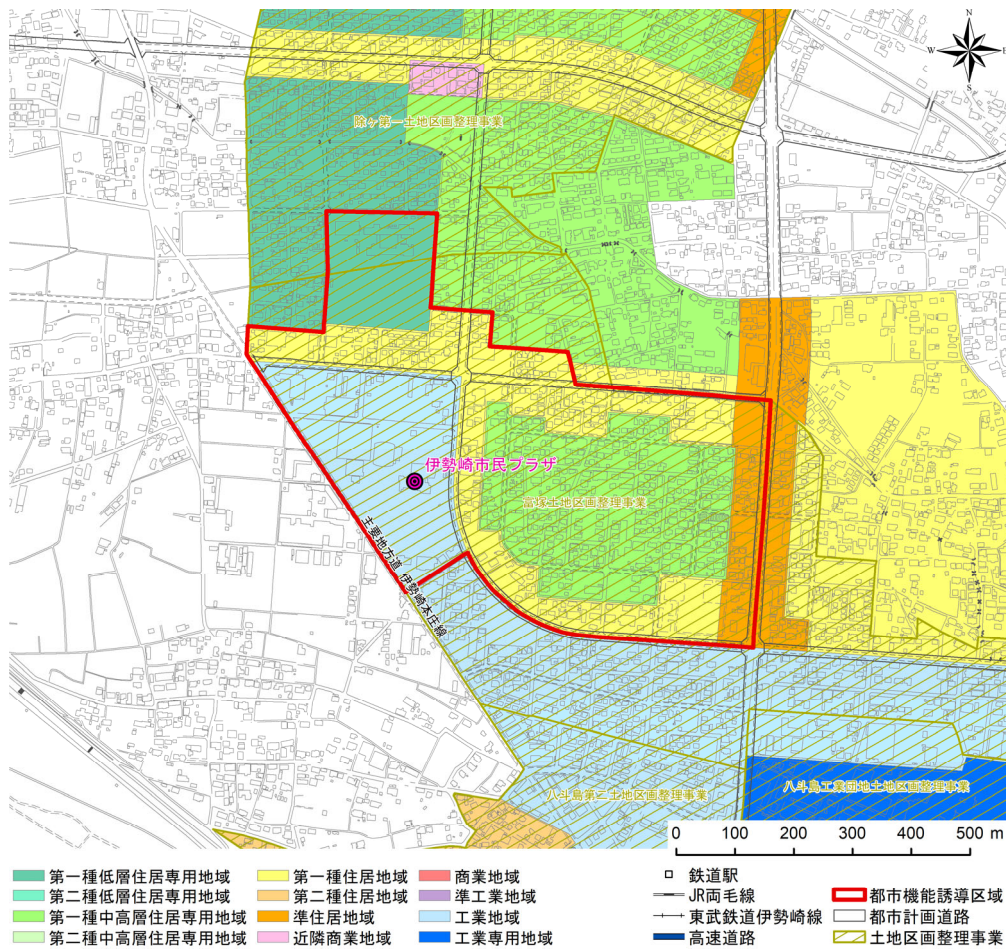 N
W
E
S
除ヶ第一土地区画整理事業
伊勢崎市民プラザ
富塚土地区画整理事業
主要地方道 伊勢崎本庄線
八斗島第二土地区画整理事業
八斗島工業団地土地区画整理事業
0 100 200 300 400 500 m
第一種低層住居専用地域
第二種低層住居専用地域
第一種中高層住居専用地域
第二種中高層住居専用地域
第一種住居地域
第二種住居地域
準住居地域
近隣商業地域
商業地域
準工業地域
工業地域
工業専用地域
鉄道駅
JR両毛線
東武鉄道伊勢崎線
高速道路
都市機能誘導区域
都市計画道路
土地区画整理事業